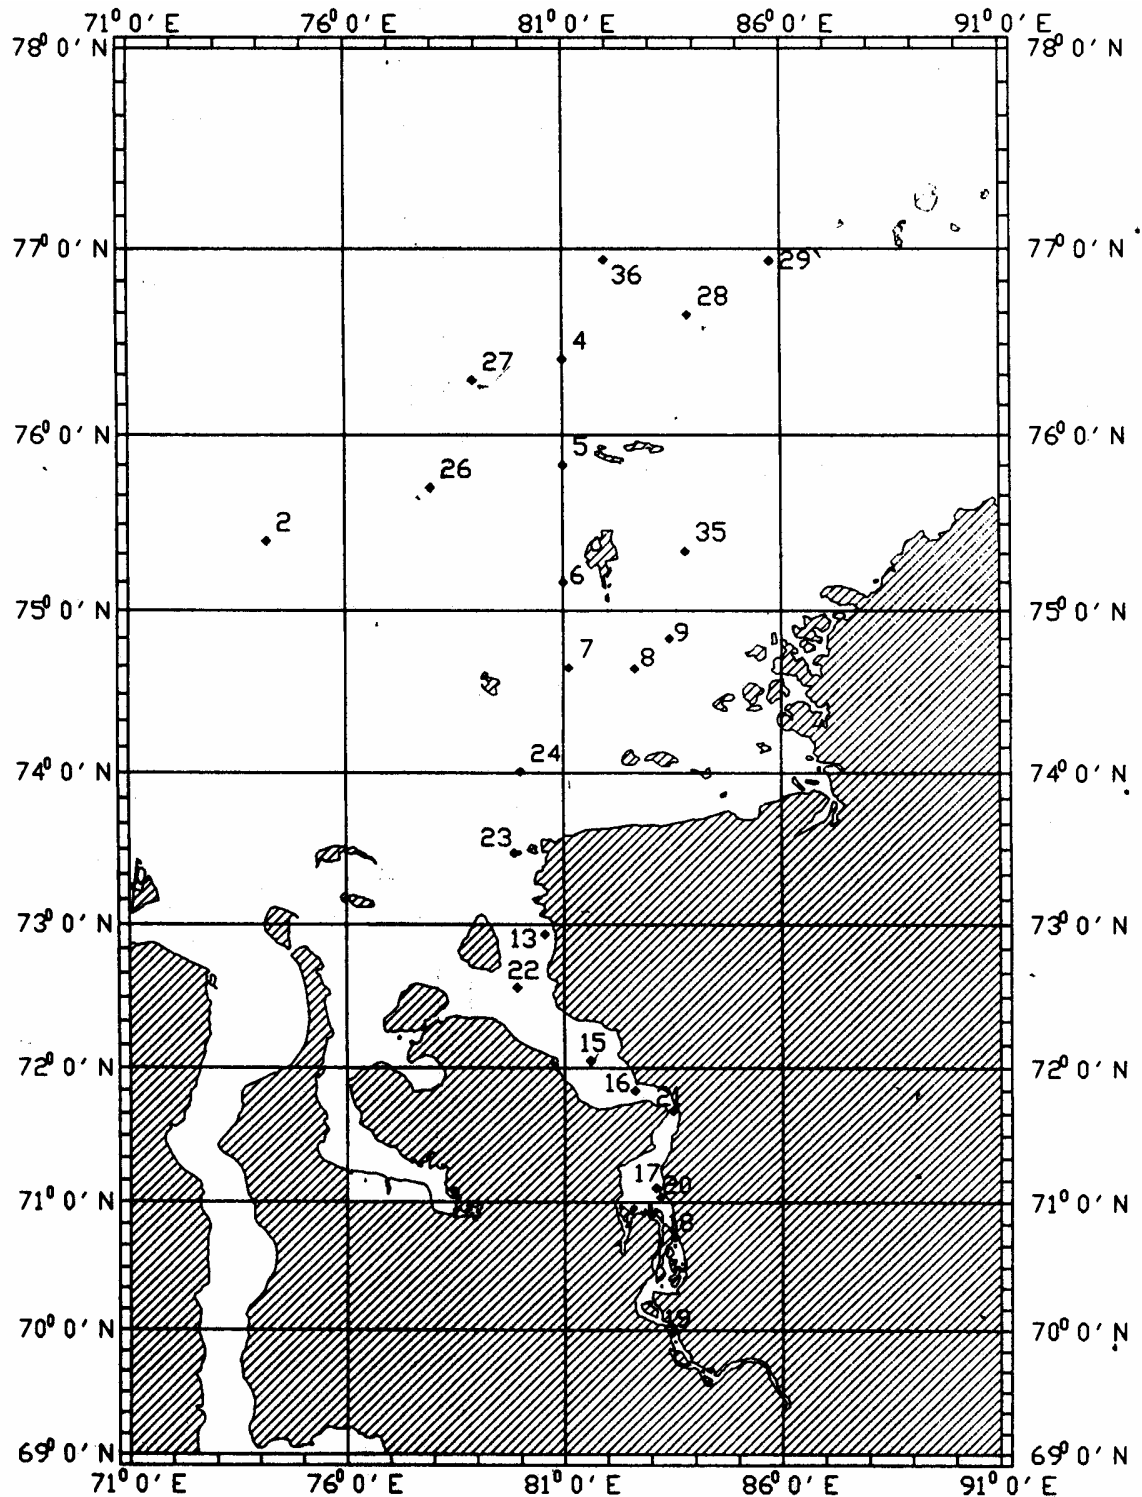 71⁰ 0' E 76⁰ 0' E 81⁰ 0' E 86⁰ 0' E 91⁰ 0' E
78⁰ 0' N 78⁰ 0' N
77⁰ 0' N 77⁰ 0' N
36 29
28
4
27
76⁰ 0' N 76⁰ 0' N
5
26
2
35
6
75⁰ 0' N 75⁰ 0' N
7 8 9
24
74⁰ 0' N 74⁰ 0' N
23
73⁰ 0' N 73⁰ 0' N
13
22
15
72⁰ 0' N 72⁰ 0' N
16
17 20
71⁰ 0' N 71⁰ 0' N
18
19
70⁰ 0' N 70⁰ 0' N
69⁰ 0' N 69⁰ 0' N
71⁰ 0' E 76⁰ 0' E 81⁰ 0' E 86⁰ 0' E 91⁰ 0' E